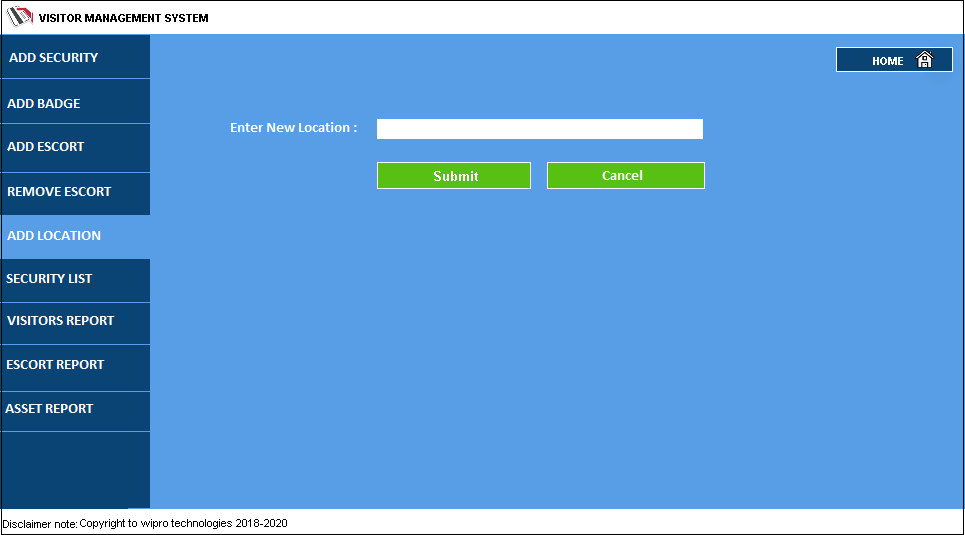 VISITOR MANAGEMENT SYSTEM
HOME
ADD SECURITY
ADD BADGE
ADD ESCORT
REMOVE ESCORT
ADD LOCATION
SECURITY LIST
VISITORS REPORT
ESCORT REPORT
ASSET REPORT
Enter New Location :
Submit Cancel
Disclaimer note: Copyright to wipro technologies 2018-2020